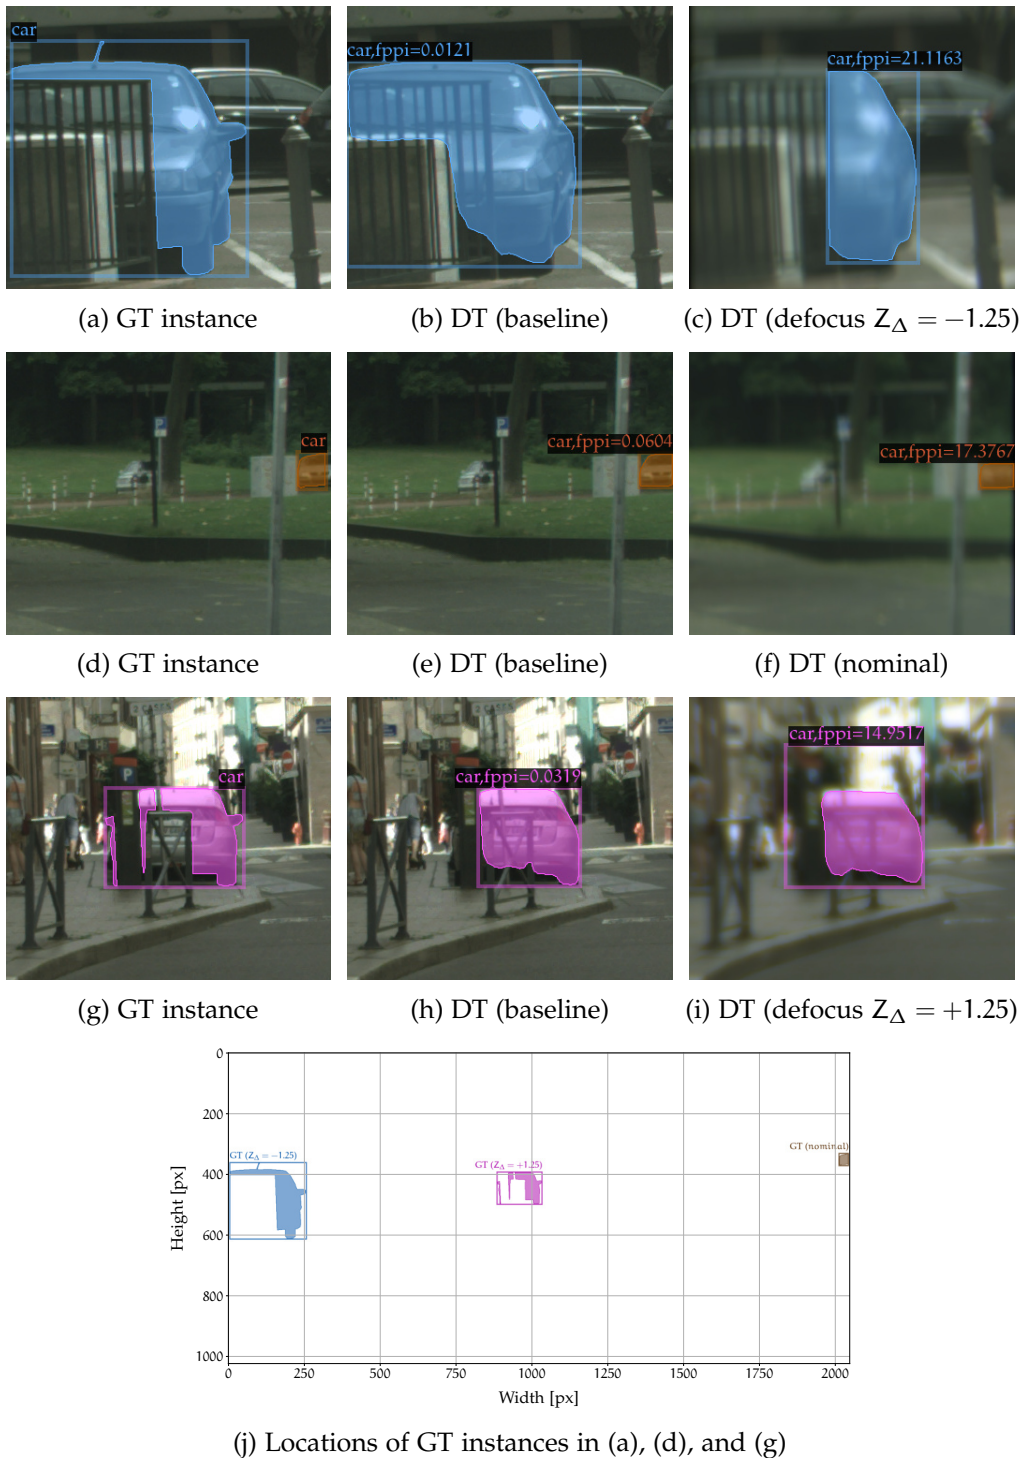 car
car,fppi=0.0121
car,fppi=21.1163
(a) GT instance
(b) DT (baseline)
(c) DT (defocus Z_Δ = −1.25)
car
car,fppi=0.0604
car,fppi=17.3767
P
P
(d) GT instance
(e) DT (baseline)
(f) DT (nominal)
car
car,fppi=0.0319
car,fppi=14.9517
P
P
(g) GT instance
(h) DT (baseline)
(i) DT (defocus Z_Δ = +1.25)
0
200
400
600
800
1000
Height [px]
GT (Z_Δ = −1.25)
GT (Z_Δ = +1.25)
GT (nominal)
0 250 500 750 1000 1250 1500 1750 2000
Width [px]
(j) Locations of GT instances in (a), (d), and (g)